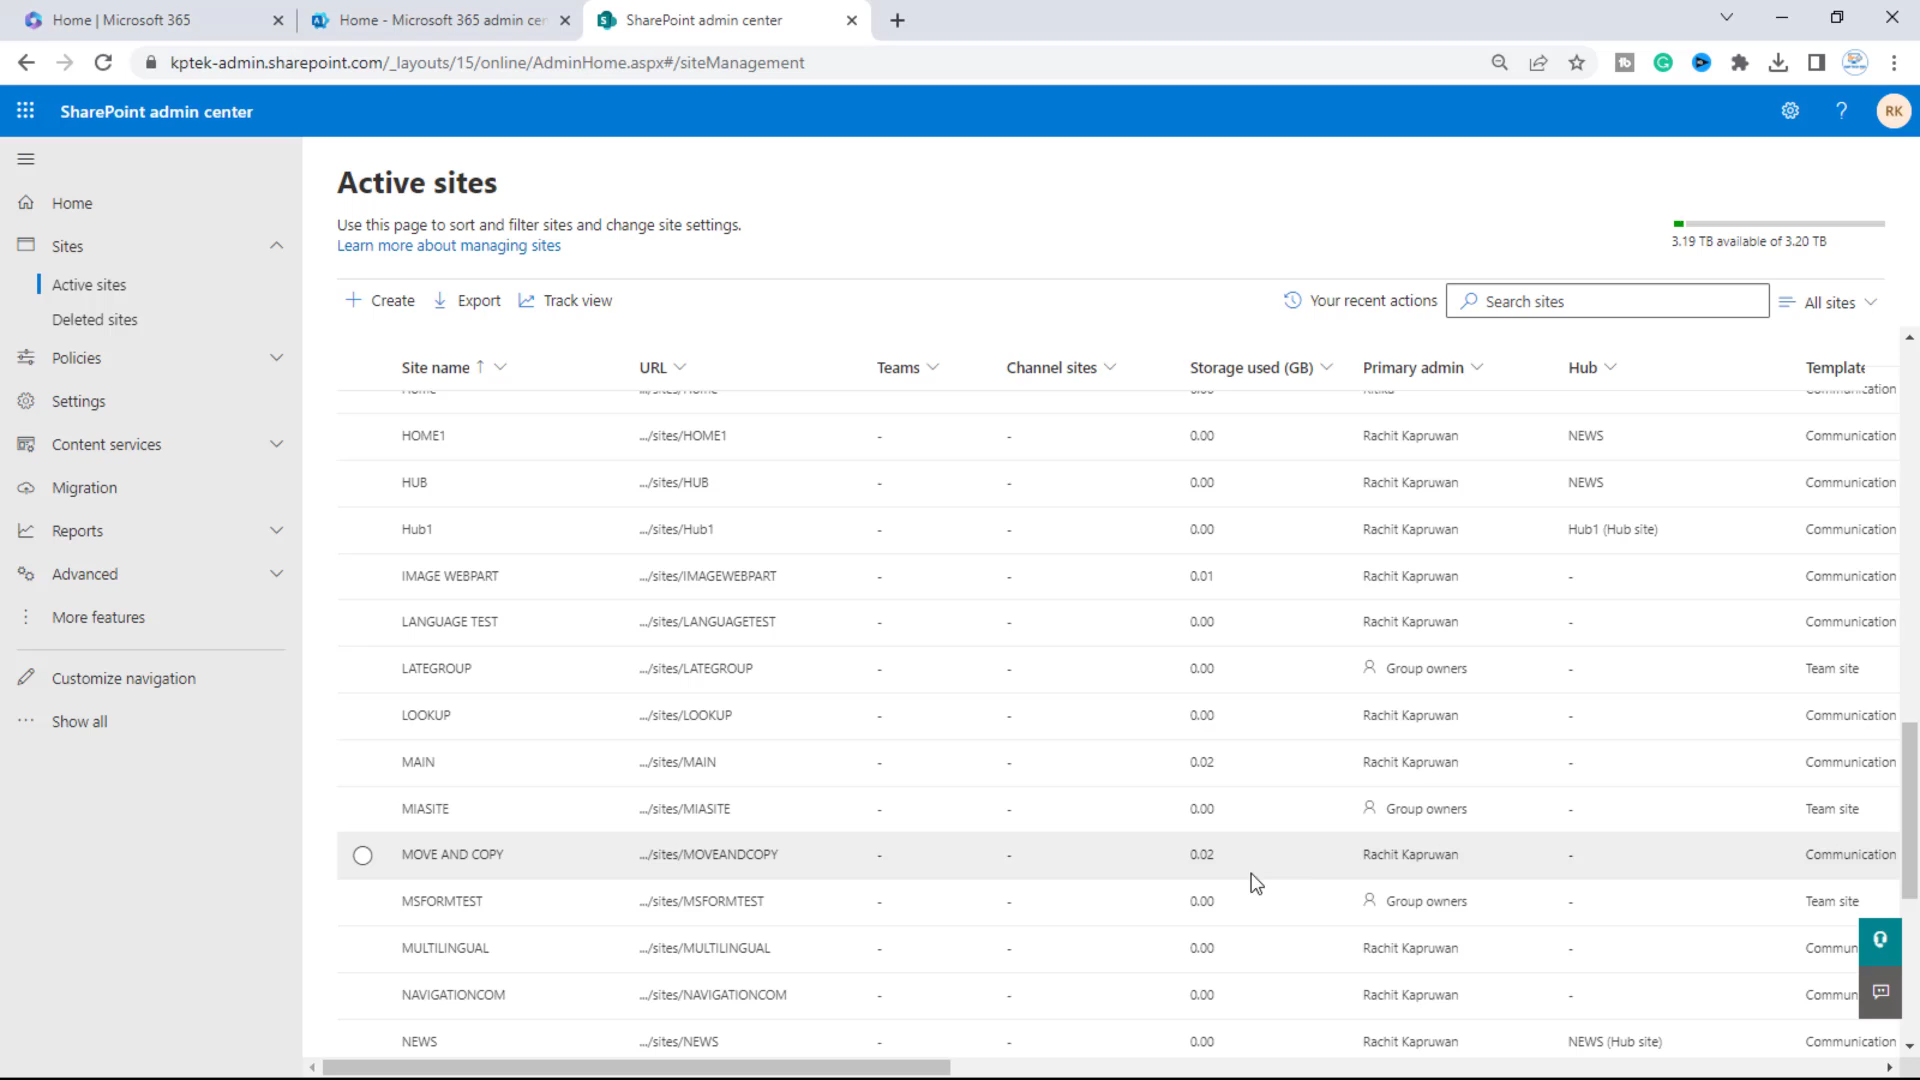 Home | Microsoft 365
Home - Microsoft 365 admin cen
SharePoint admin center
kptek-admin.sharepoint.com/_layouts/15/online/AdminHome.aspx#/siteManagement
SharePoint admin center
RK
Home
Sites
Active sites
Deleted sites
Policies
Settings
Content services
Migration
Reports
Advanced
More features
Customize navigation
Show all
Active sites
Use this page to sort and filter sites and change site settings.
Learn more about managing sites
3.19 TB available of 3.20 TB
Create Export Track view Your recent actions Search sites All sites
Site name ↑ URL Teams Channel sites Storage used (GB) Primary admin Hub Template
Home .../sites/Home 0.00 Ritika Communication
HOME1 .../sites/HOME1 - - 0.00 Rachit Kapruwan NEWS Communication
HUB .../sites/HUB - - 0.00 Rachit Kapruwan NEWS Communication
Hub1 .../sites/Hub1 - - 0.00 Rachit Kapruwan Hub1 (Hub site) Communication
IMAGE WEBPART .../sites/IMAGEWEBPART - - 0.01 Rachit Kapruwan - Communication
LANGUAGE TEST .../sites/LANGUAGETEST - - 0.00 Rachit Kapruwan - Communication
LATEGROUP .../sites/LATEGROUP - - 0.00 Group owners - Team site
LOOKUP .../sites/LOOKUP - - 0.00 Rachit Kapruwan - Communication
MAIN .../sites/MAIN - - 0.02 Rachit Kapruwan - Communication
MIASITE .../sites/MIASITE - - 0.00 Group owners - Team site
MOVE AND COPY .../sites/MOVEANDCOPY - - 0.02 Rachit Kapruwan - Communication
MSFORMTEST .../sites/MSFORMTEST - - 0.00 Group owners - Team site
MULTILINGUAL .../sites/MULTILINGUAL - - 0.00 Rachit Kapruwan - Commun
NAVIGATIONCOM .../sites/NAVIGATIONCOM - - 0.00 Rachit Kapruwan - Commun
NEWS .../sites/NEWS - - 0.00 Rachit Kapruwan NEWS (Hub site) Communication